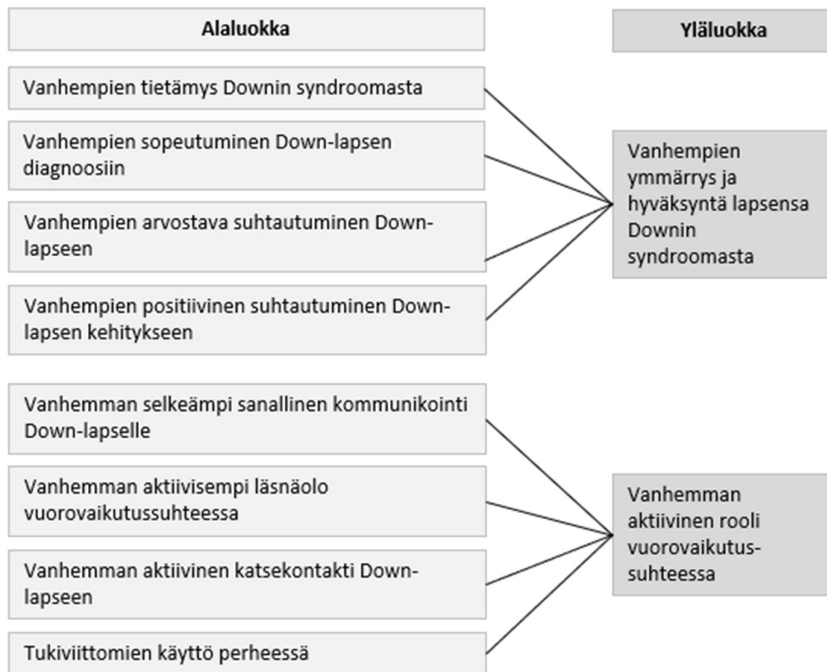 Alaluokka
Yläluokka
Vanhempien tietämys Downin syndroomasta
Vanhempien sopeutuminen Down-lapsen
diagnoosiin
Vanhempien arvostava suhtautuminen Down-
lapseen
Vanhempien positiivinen suhtautuminen Down-
lapsen kehitykseen
Vanhempien
ymmärrys ja
hyväksyntä lapsensa
Downin
syndroomasta
Vanhemman selkeämpi sanallinen kommunikointi
Down-lapselle
Vanhemman aktiivisempi läsnäolo
vuorovaikutussuhteessa
Vanhemman aktiivinen katsekontakti Down-
lapseen
Tukiviittomien käyttö perheessä
Vanhemman
aktiivinen rooli
vuorovaikutus-
suhteessa